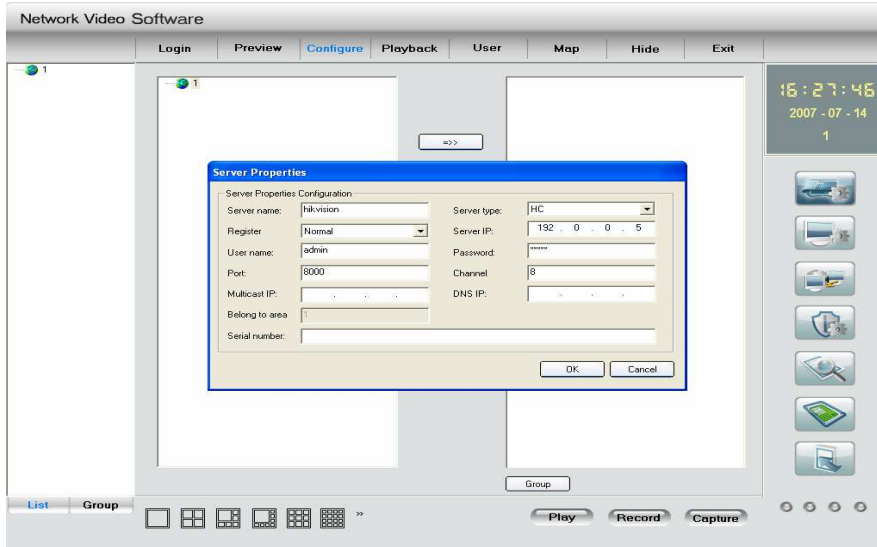 Network Video Software
Login Preview Configure Playback User Map Hide Exit
1
1
16:27:46
2007 - 07 - 14
1
=>>
Server Properties
Server Properties Configuration
Server name: hikvision Server type: HC
Register Normal Server IP: 192 . 0 . 0 . 5
User name: admin Password: *****
Port: 8000 Channel 8
Multicast IP: . . . DNS IP: . . .
Belong to area 1
Serial number:
OK Cancel
Group
List Group
» Play Record Capture